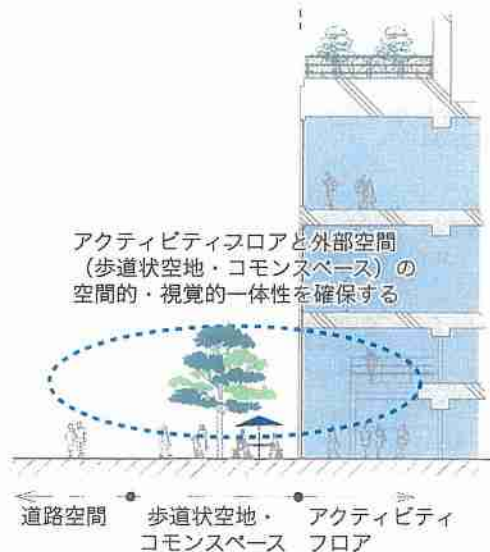 アクティビティフロアと外部空間
（歩道状空地・コモンスペース）の
空間的・視覚的一体性を確保する
道路空間
歩道状空地・
コモンスペース
アクティビティ
フロア